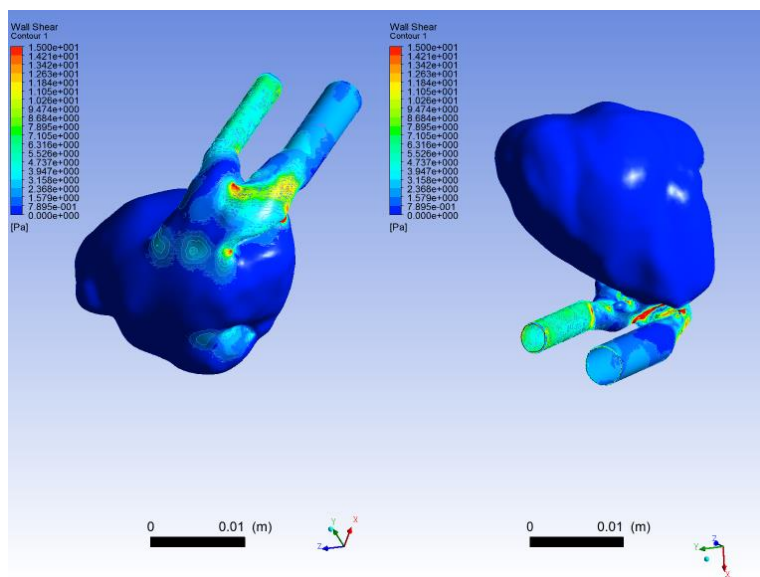 Wall Shear
Contour 1
1.500e+001
1.421e+001
1.342e+001
1.263e+001
1.184e+001
1.105e+001
1.026e+001
9.474e+000
8.684e+000
7.895e+000
7.105e+000
6.316e+000
5.526e+000
4.737e+000
3.947e+000
3.158e+000
2.368e+000
1.579e+000
7.895e-001
0.000e+000
[Pa]
0 0.01 (m)
Y
X
Z
Wall Shear
Contour 1
1.500e+001
1.421e+001
1.342e+001
1.263e+001
1.184e+001
1.105e+001
1.026e+001
9.474e+000
8.684e+000
7.895e+000
7.105e+000
6.316e+000
5.526e+000
4.737e+000
3.947e+000
3.158e+000
2.368e+000
1.579e+000
7.895e-001
0.000e+000
[Pa]
0 0.01 (m)
Z
Y
X